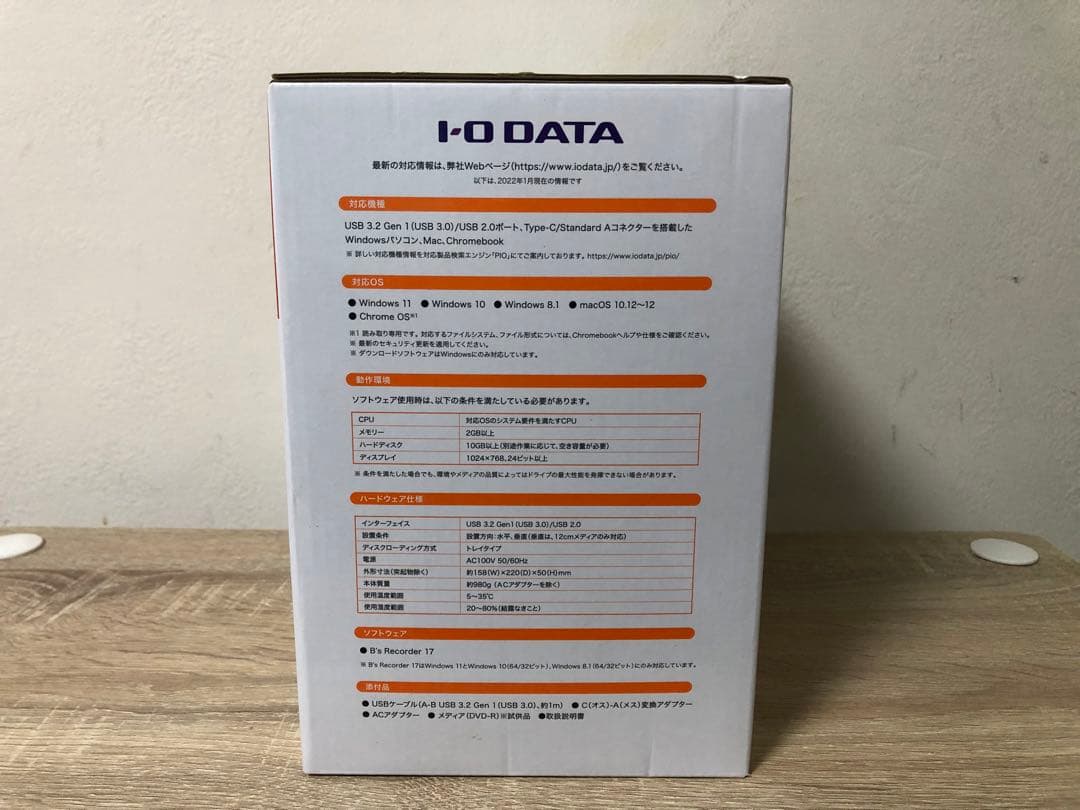 I-O DATA
最新の対応情報は、弊社Webページ(https://www.iodata.jp/)をご覧ください。
以下は、2022年1月現在の情報です
対応機種
USB 3.2 Gen 1(USB 3.0)/USB 2.0ポート、Type-C/Standard Aコネクターを搭載した
Windowsパソコン、Mac、Chromebook
※ 詳しい対応機種情報を対応製品検索エンジン「PIO」にてご案内しております。https://www.iodata.jp/pio/
対応OS
● Windows 11 ● Windows 10 ● Windows 8.1 ● macOS 10.12〜12
● Chrome OS※1
※1 読み取り専用です。対応するファイルシステム、ファイル形式については、Chromebookヘルプや仕様をご確認ください。
※ 最新のセキュリティ更新を適用してください。
※ ダウンロードソフトウェアはWindowsにのみ対応しています。
動作環境
ソフトウェア使用時は、以下の条件を満たしている必要があります。
CPU 対応OSのシステム要件を満たすCPU
メモリー 2GB以上
ハードディスク 10GB以上(別途作業に応じて、空き容量が必要)
ディスプレイ 1024×768、24ビット以上
※ 条件を満たした場合でも、環境やメディアの品質によってはドライブの最大性能を発揮できない場合があります。
ハードウェア仕様
インターフェイス USB 3.2 Gen1(USB 3.0)/USB 2.0
設置条件 設置方向:水平、垂直(垂直は、12cmメディアのみ対応)
ディスクローディング方式 トレイタイプ
電源 AC100V 50/60Hz
外形寸法(突起物除く) 約158(W)×220(D)×50(H)mm
本体質量 約980g (ACアダプターを除く)
使用温度範囲 5〜35℃
使用湿度範囲 20〜80%(結露なきこと)
ソフトウェア
● B's Recorder 17
※ B's Recorder 17はWindows 11とWindows 10(64/32ビット)、Windows 8.1(64/32ビット)にのみ対応しています。
添付品
● USBケーブル(A-B USB 3.2 Gen 1(USB 3.0)、約1m) ● C(オス)-A(メス)変換アダプター
● ACアダプター ● メディア(DVD-R)※試供品 ●取扱説明書